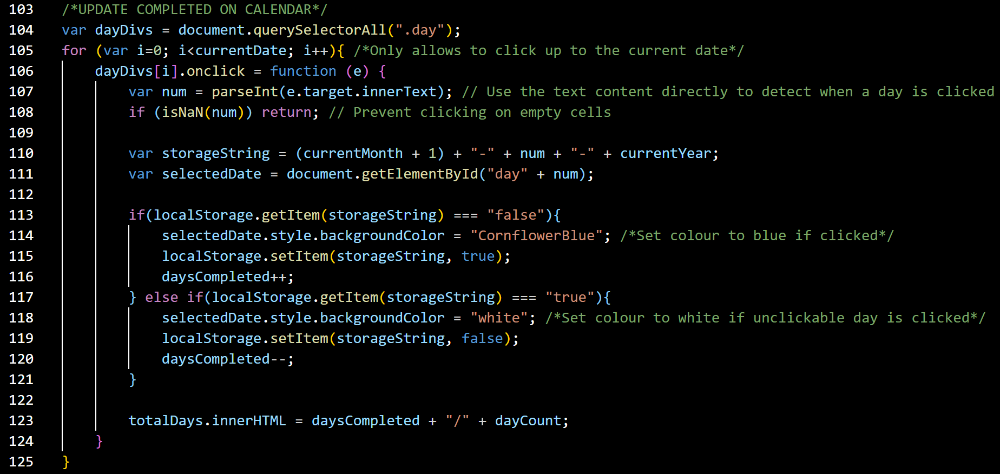 103 /*UPDATE COMPLETED ON CALENDAR*/
104 var dayDivs = document.querySelectorAll(".day");
105 for (var i=0; i<currentDate; i++){ /*Only allows to click up to the current date*/
106     dayDivs[i].onclick = function (e) {
107         var num = parseInt(e.target.innerText); // Use the text content directly to detect when a day is clicked
108         if (isNaN(num)) return; // Prevent clicking on empty cells
109
110         var storageString = (currentMonth + 1) + "-" + num + "-" + currentYear;
111         var selectedDate = document.getElementById("day" + num);
112
113         if(localStorage.getItem(storageString) === "false"){
114             selectedDate.style.backgroundColor = "CornflowerBlue"; /*Set colour to blue if clicked*/
115             localStorage.setItem(storageString, true);
116             daysCompleted++;
117         } else if(localStorage.getItem(storageString) === "true"){
118             selectedDate.style.backgroundColor = "white"; /*Set colour to white if unclickable day is clicked*/
119             localStorage.setItem(storageString, false);
120             daysCompleted--;
121         }
122
123         totalDays.innerHTML = daysCompleted + "/" + dayCount;
124     }
125 }